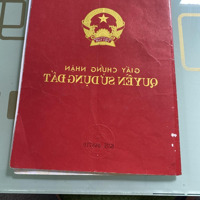 GIẤY CHỨNG NHẬN
QUYỀN SỬ DỤNG ĐẤT